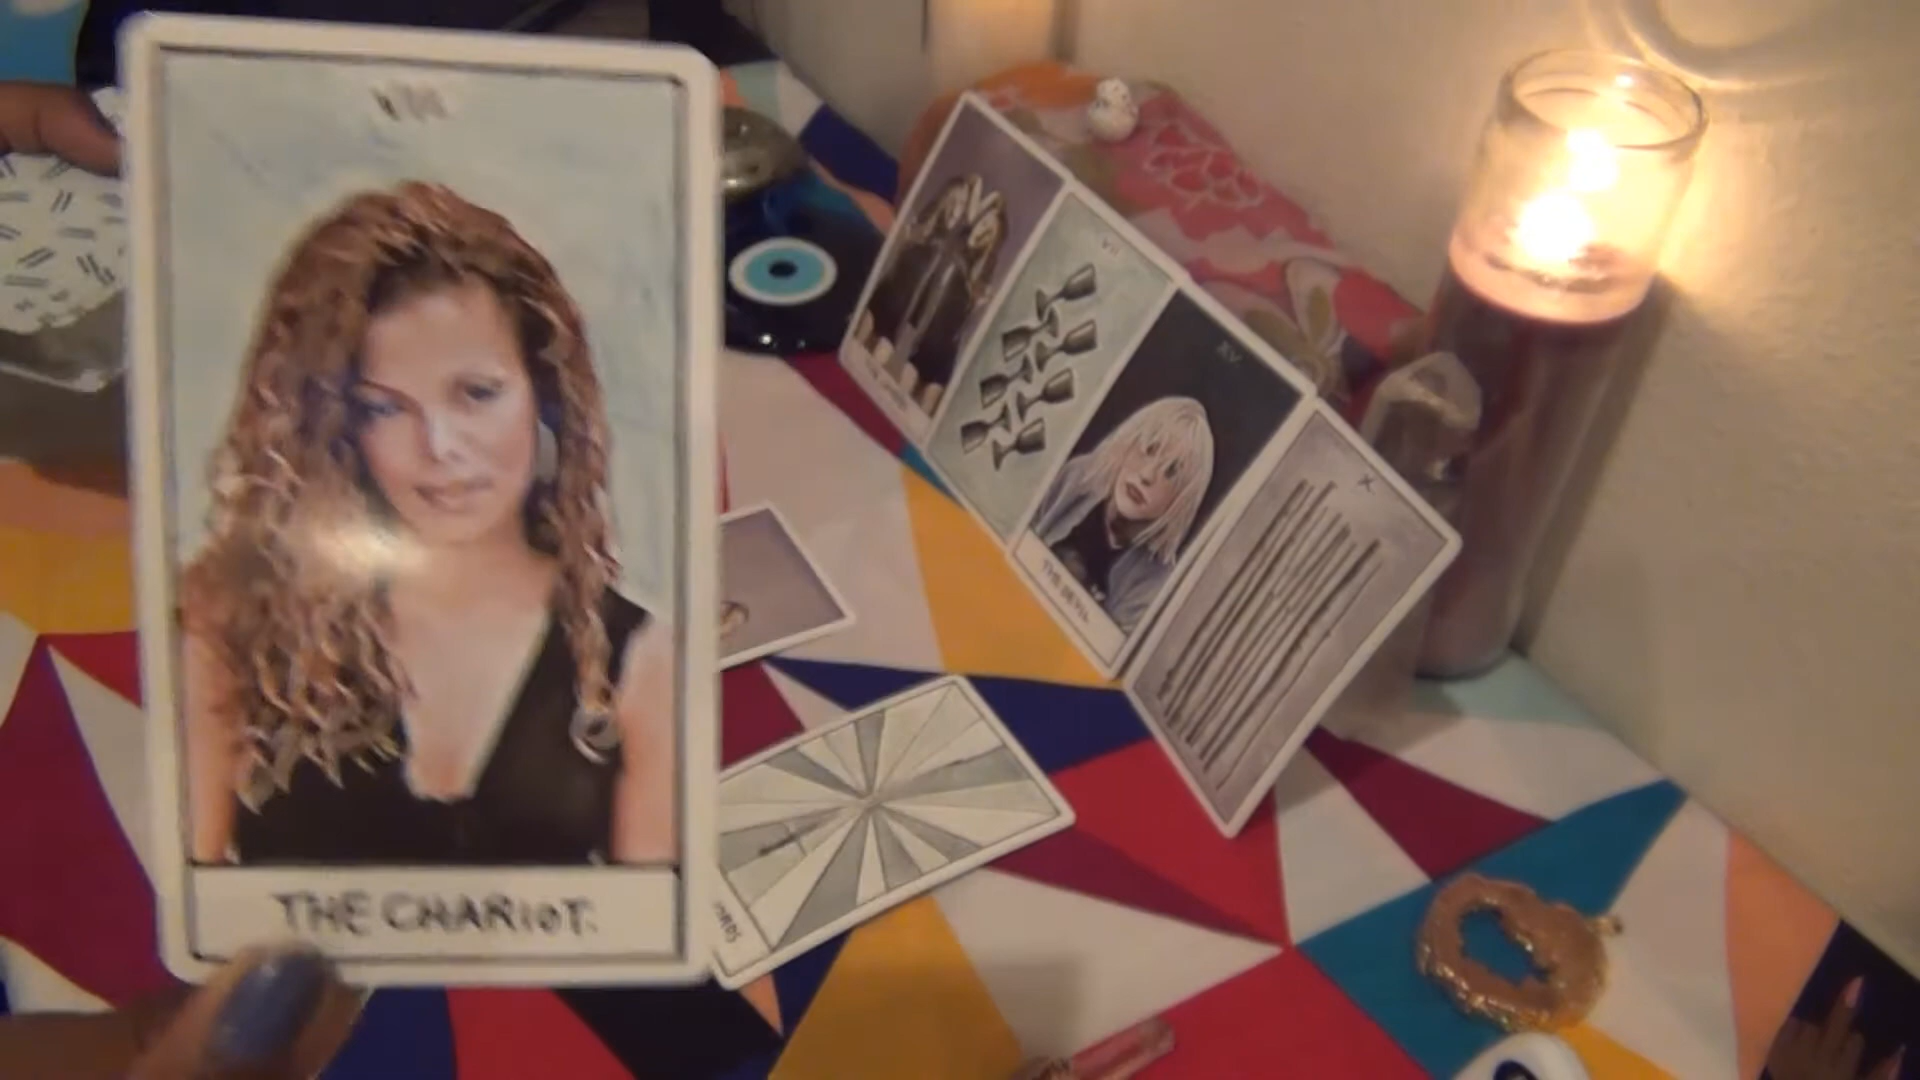 VII
THE CHARIOT.
VII
XV
THE DEVIL
X